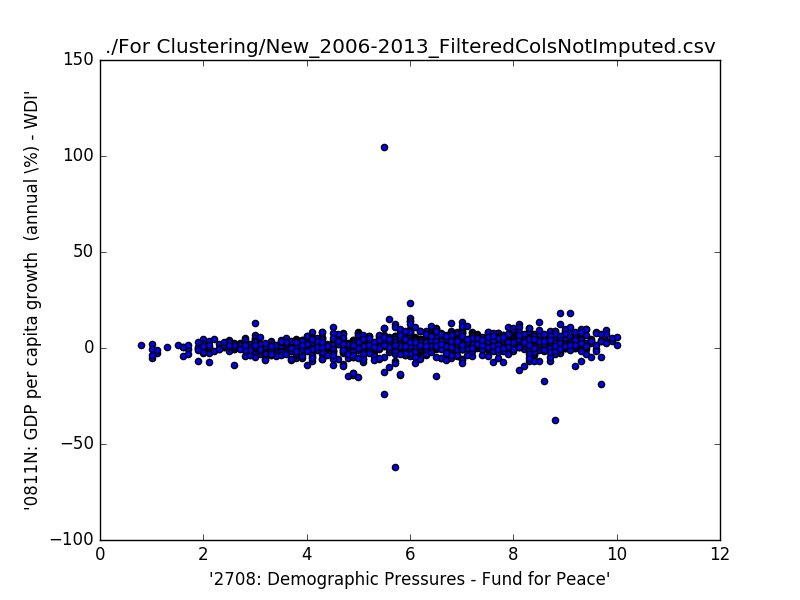 ./For Clustering/New_2006-2013_FilteredColsNotImputed.csv
150
100
50
0
−50
−100
0 2 4 6 8 10 12
'2708: Demographic Pressures - Fund for Peace'
'0811N: GDP per capita growth  (annual \%) - WDI'